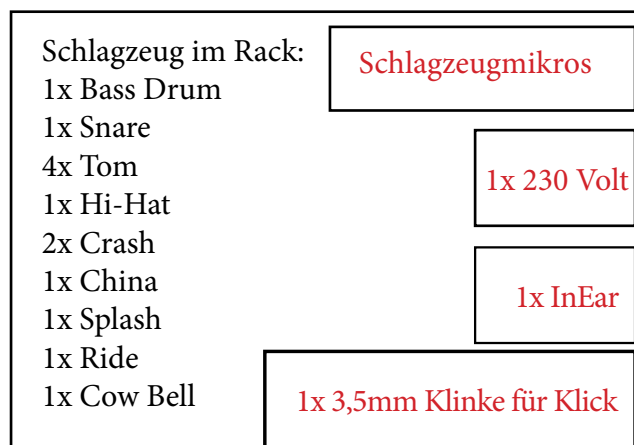 Schlagzeug im Rack:
1x Bass Drum
1x Snare
4x Tom
1x Hi-Hat
2x Crash
1x China
1x Splash
1x Ride
1x Cow Bell
Schlagzeugmikros
1x 230 Volt
1x InEar
1x 3,5mm Klinke für Klick